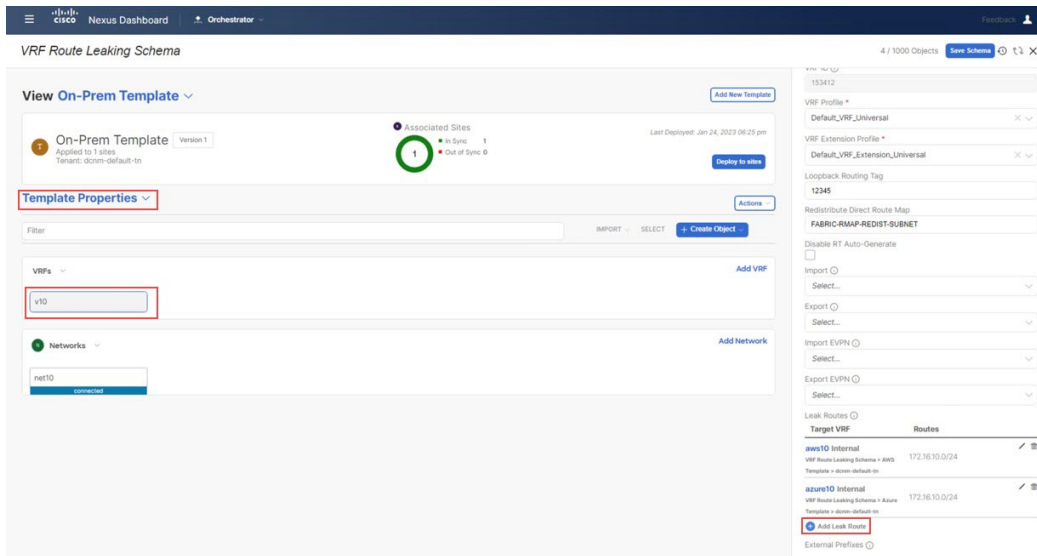 cisco Nexus Dashboard Orchestrator Feedback
VRF Route Leaking Schema
4 / 1000 Objects Save Schema
View On-Prem Template
Add New Template
On-Prem Template Version 1
Applied to 1 sites
Tenant: dcnm-default-tn
Associated Sites
1
In Sync 1
Out of Sync 0
Last Deployed: Jan 24, 2023 06:25 pm
Deploy to sites
Template Properties
Actions
Filter
IMPORT SELECT + Create Object
VRFs
Add VRF
v10
Networks
Add Network
net10
connected
VRF ID
153412
VRF Profile *
Default_VRF_Universal
VRF Extension Profile *
Default_VRF_Extension_Universal
Loopback Routing Tag
12345
Redistribute Direct Route Map
FABRIC-RMAP-REDIST-SUBNET
Disable RT Auto-Generate
Import
Select...
Export
Select...
Import EVPN
Select...
Export EVPN
Select...
Leak Routes
Target VRF Routes
aws10 Internal
VRF Route Leaking Schema > AWS
Template > dcnm-default-tn
172.16.10.0/24
azure10 Internal
VRF Route Leaking Schema > Azure
Template > dcnm-default-tn
172.16.10.0/24
Add Leak Route
External Prefixes